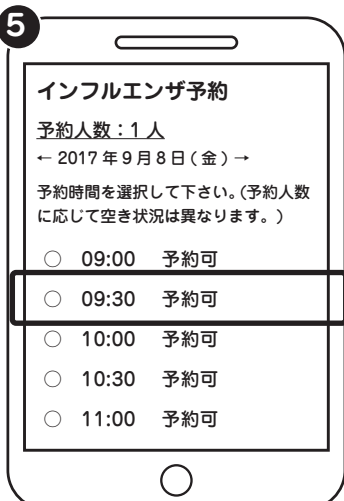 5
インフルエンザ予約
予約人数：1 人
← 2017 年 9 月 8 日 ( 金 ) →
予約時間を選択して下さい。(予約人数
に応じて空き状況は異なります。)
○ 09:00 予約可
○ 09:30 予約可
○ 10:00 予約可
○ 10:30 予約可
○ 11:00 予約可